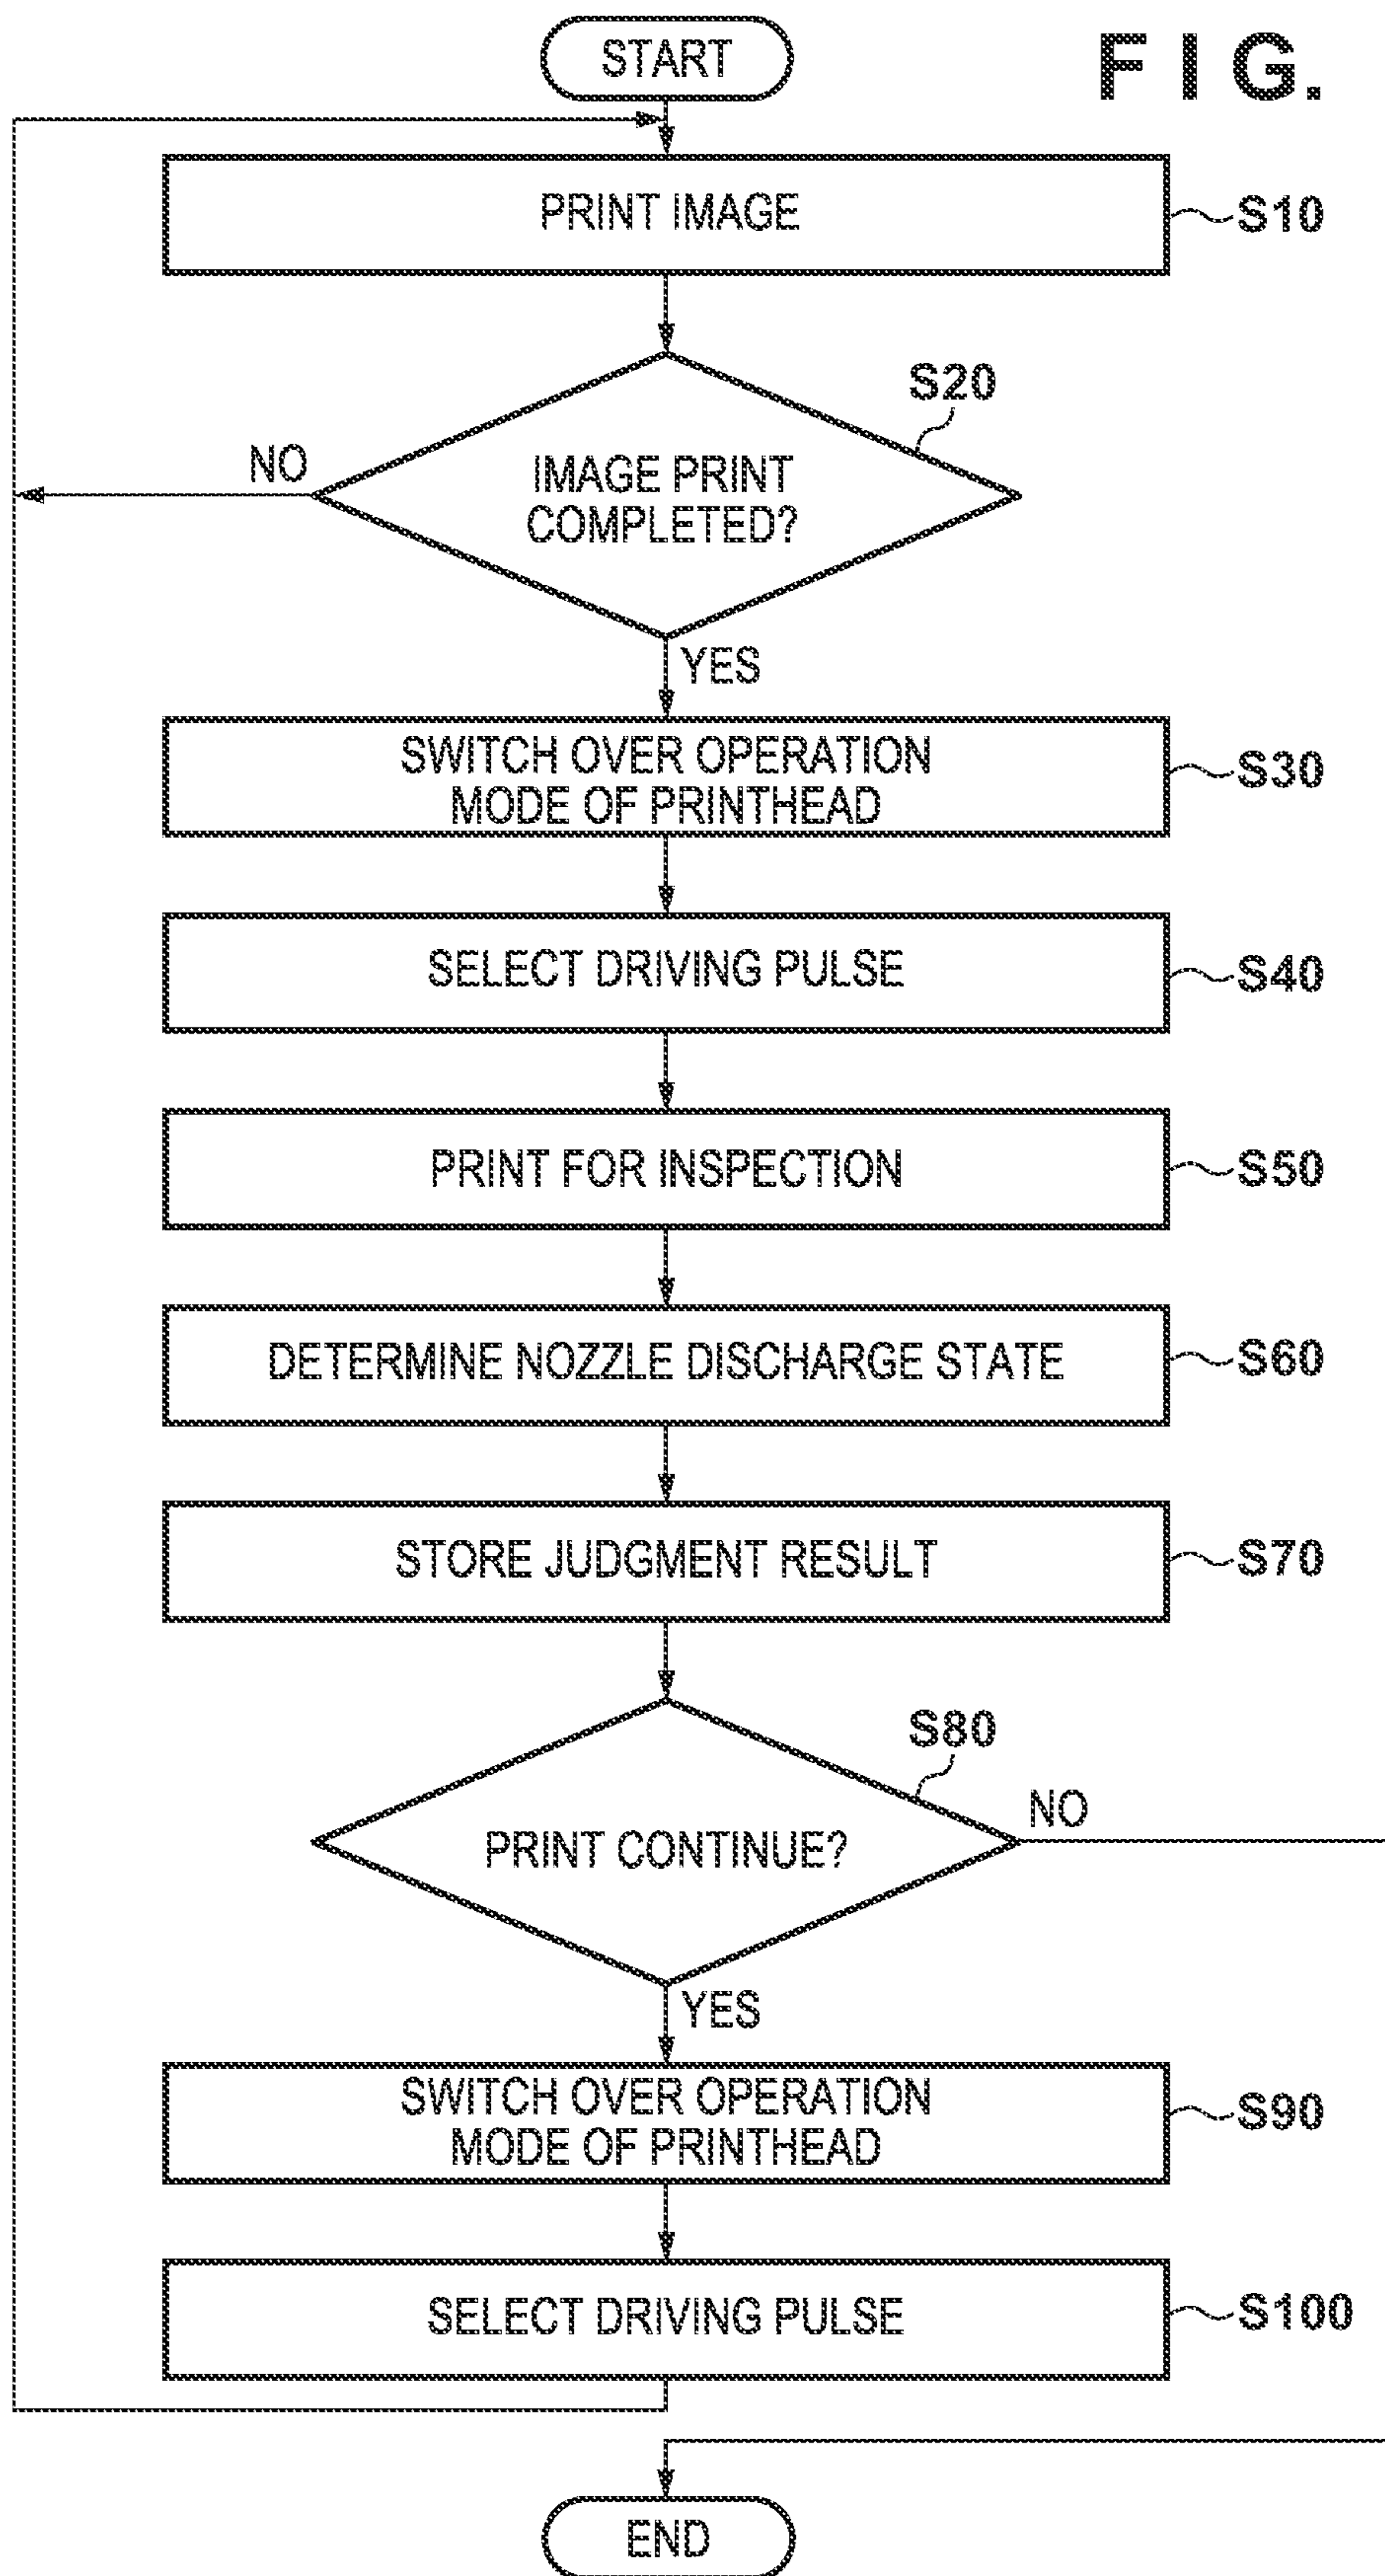 START
F I G.
PRINT IMAGE
S10
S20
NO
IMAGE PRINT
COMPLETED?
YES
SWITCH OVER OPERATION
MODE OF PRINTHEAD
S30
SELECT DRIVING PULSE
S40
PRINT FOR INSPECTION
S50
DETERMINE NOZZLE DISCHARGE STATE
S60
STORE JUDGMENT RESULT
S70
S80
NO
PRINT CONTINUE?
YES
SWITCH OVER OPERATION
MODE OF PRINTHEAD
S90
SELECT DRIVING PULSE
S100
END